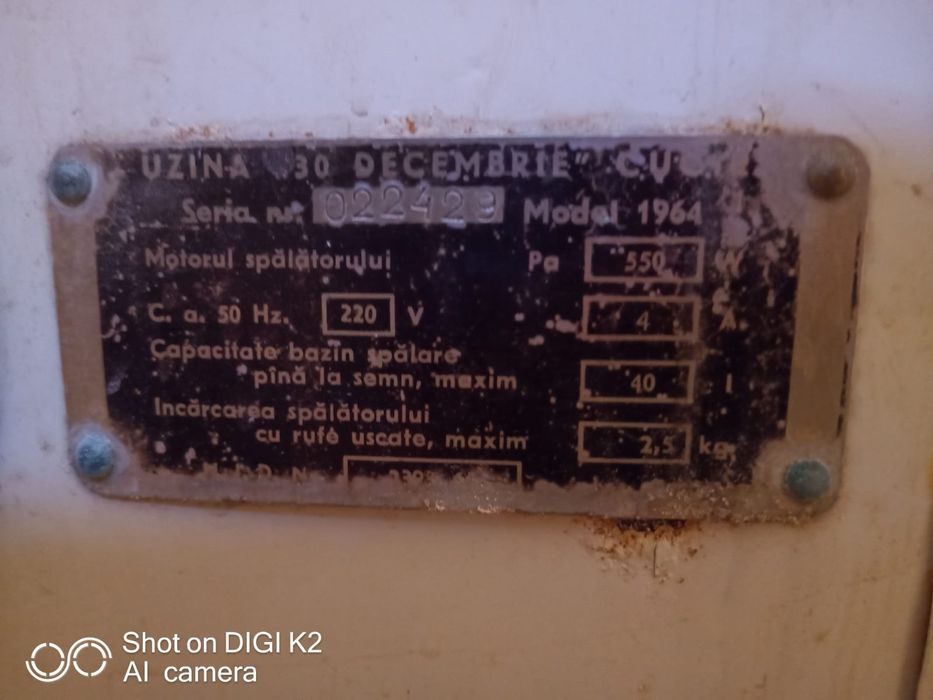 UZINA "30 DECEMBRIE"
Seria nr. 022429 Model 1964
Motorul spălătorului Pa 550 W
C. a. 50 Hz. 220 V 4 A
Capacitate bazin spălare
pînă la semn, maxim 40 l
Incărcarea spălătorului
cu rufe uscate, maxim 2,5 kg.
Shot on DIGI K2
AI camera